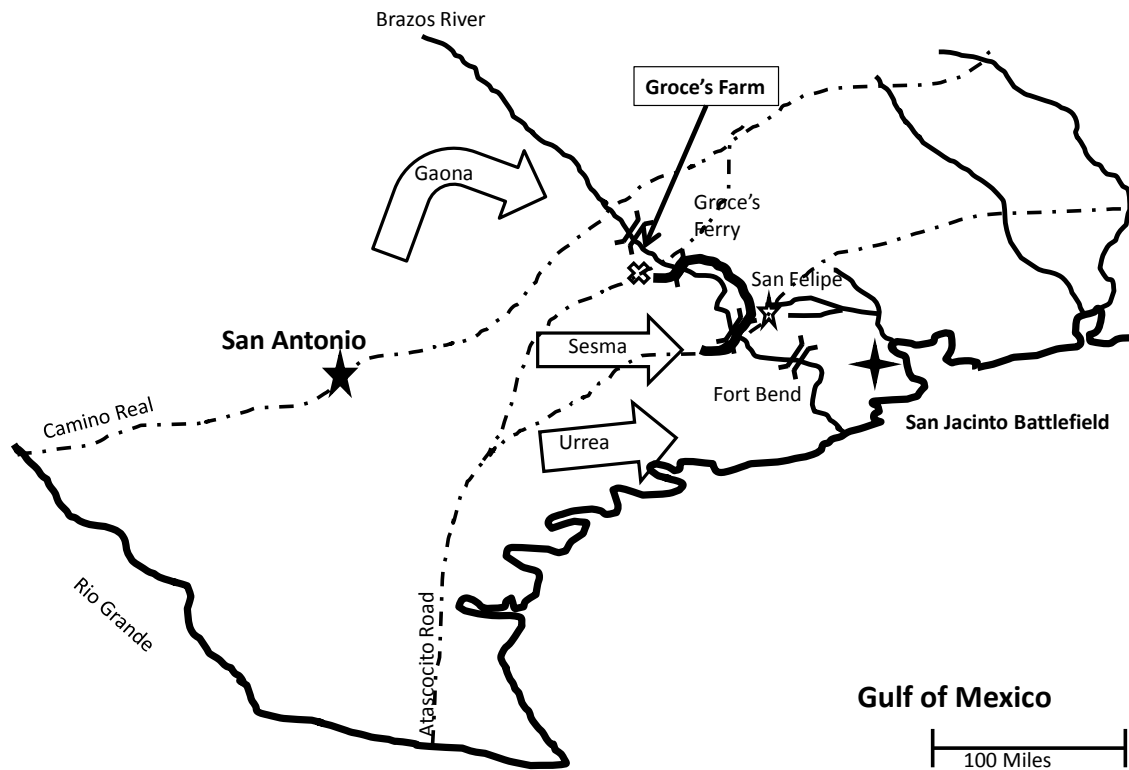 Brazos River
Groce's Farm
Gaona
Groce's
Ferry
San Felipe
San Antonio
Sesma
Camino Real
Fort Bend
San Jacinto Battlefield
Urrea
Rio Grande
Atascocito Road
Gulf of Mexico
100 Miles